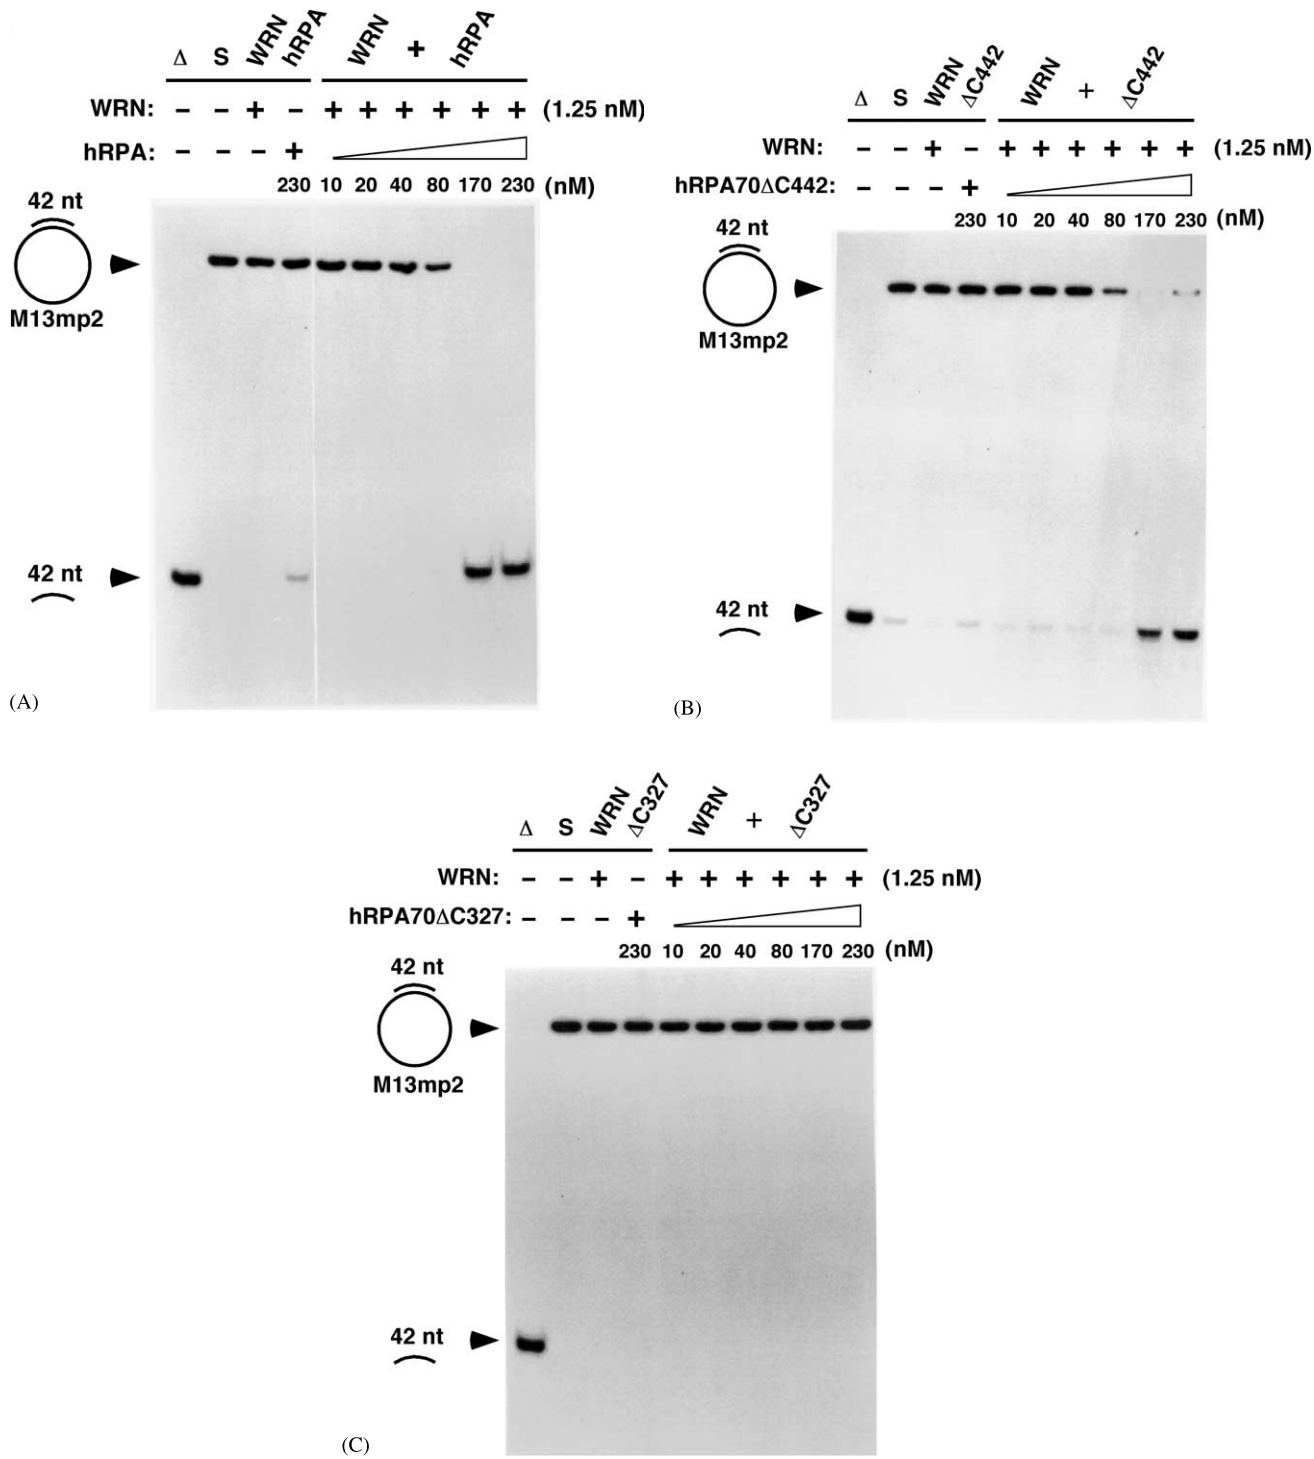 Δ S WRN hRPA WRN + hRPA
WRN: – – + – + + + + + + (1.25 nM)
hRPA: – – – +
230 10 20 40 80 170 230 (nM)
42 nt
M13mp2
42 nt
(A)
Δ S WRN ΔC442 WRN + ΔC442
WRN: – – + – + + + + + + (1.25 nM)
hRPA70ΔC442: – – – +
230 10 20 40 80 170 230 (nM)
42 nt
M13mp2
42 nt
(B)
Δ S WRN ΔC327 WRN + ΔC327
WRN: – – + – + + + + + + (1.25 nM)
hRPA70ΔC327: – – – +
230 10 20 40 80 170 230 (nM)
42 nt
M13mp2
42 nt
(C)